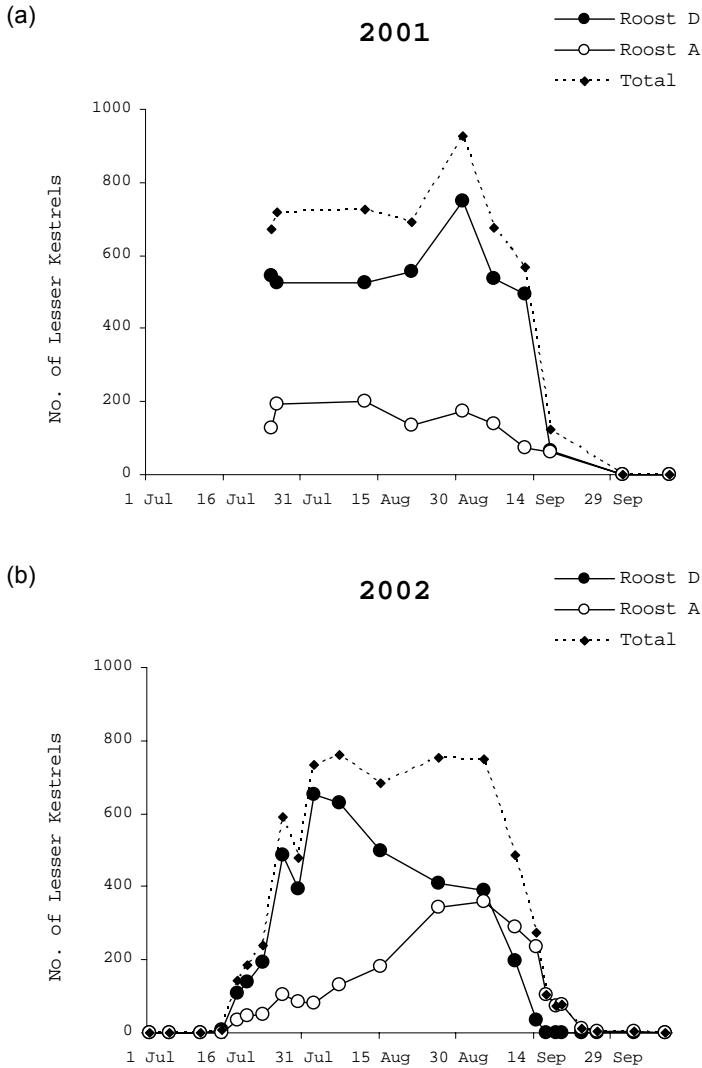 (a)
2001
Roost D
Roost A
Total
No. of Lesser Kestrels
1000
800
600
400
200
0
1 Jul 16 Jul 31 Jul 15 Aug 30 Aug 14 Sep 29 Sep
(b)
2002
Roost D
Roost A
Total
No. of Lesser Kestrels
1000
800
600
400
200
0
1 Jul 16 Jul 31 Jul 15 Aug 30 Aug 14 Sep 29 Sep